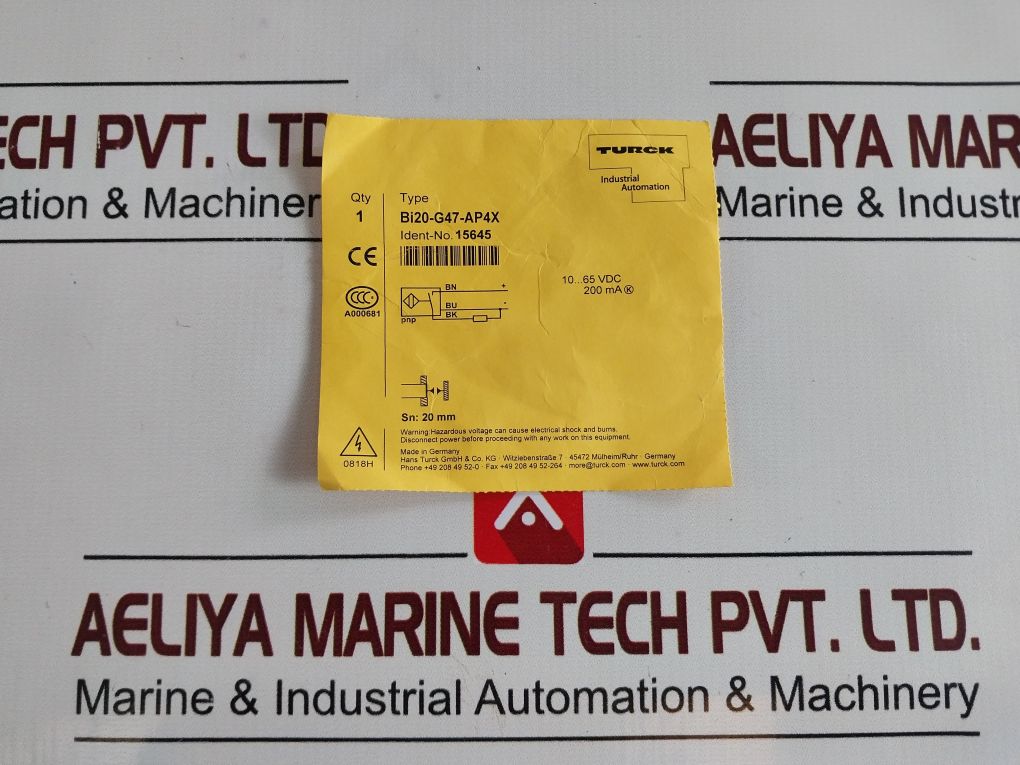 ECH PVT. LTD
ation & Machiner
AELIYA MAR
Marine & Industr
TURCK
Industrial
Automation
Qty
1
Type
Bi20-G47-AP4X
Ident-No. 15645
CE
CCC
A000681
10...65 VDC
200 mA Ⓚ
BN +
BU -
BK
pnp
Sn: 20 mm
0818H
Warning:Hazardous voltage can cause electrical shock and burns.
Disconnect power before proceeding with any work on this equipment.
Made in Germany
Hans Turck GmbH & Co. KG · Witzlebenstraße 7 · 45472 Mülheim/Ruhr · Germany
Phone +49 208 49 52-0 · Fax +49 208 49 52-264 · more@turck.com · www.turck.com
AELIYA MARINE TECH PVT. LTD.
Marine & Industrial Automation & Machinery